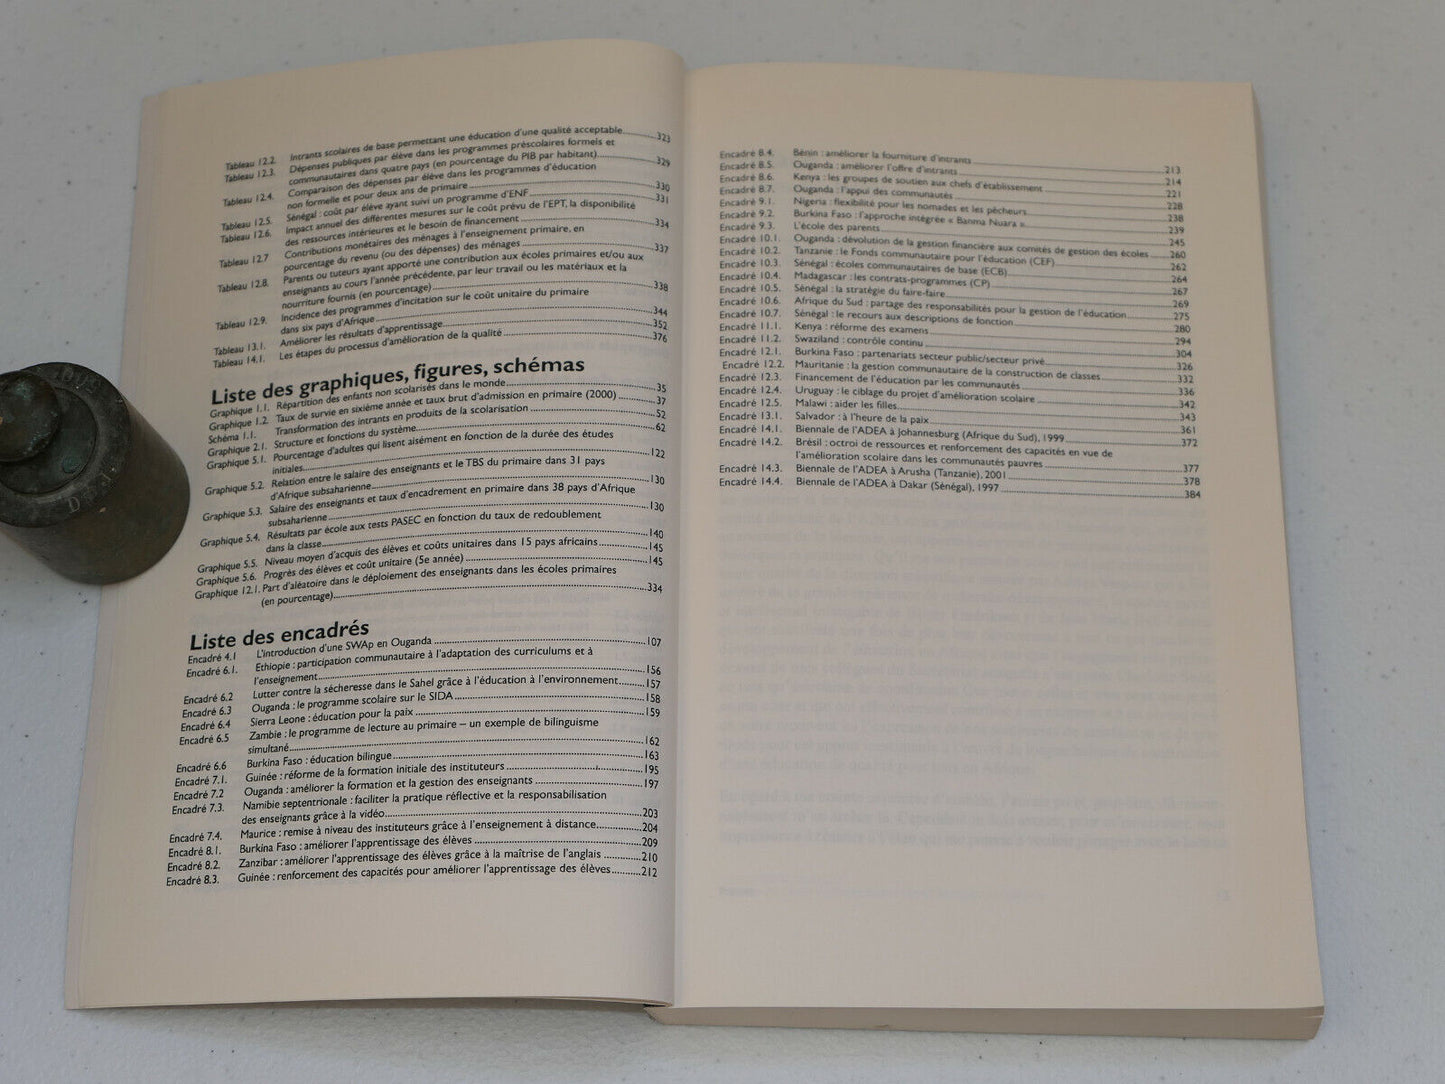 Tableau 12.2. Intrants scolaires de base permettant une éducation d'une qualité acceptable 323
Tableau 12.3. Dépenses publiques par élève dans les programmes préscolaires formels et
communautaires dans quatre pays (en pourcentage du PIB par habitant) 329
Tableau 12.4. Comparaison des dépenses par élève dans les programmes d'éducation
non formelle et pour deux ans de primaire 330
Tableau 12.5. Sénégal : coût par élève ayant suivi un programme d'ENF 331
Tableau 12.6. Impact annuel des différentes mesures sur le coût prévu de l'EPT, la disponibilité
des ressources intérieures et le besoin de financement 334
Tableau 12.7 Contributions monétaires des ménages à l'enseignement primaire, en
pourcentage du revenu (ou des dépenses) des ménages 337
Tableau 12.8. Parents ou tuteurs ayant apporté une contribution aux écoles primaires et/ou aux
enseignants au cours l'année précédente, par leur travail ou les matériaux et la
nourriture fournis (en pourcentage) 338
Tableau 12.9. Incidence des programmes d'incitation sur le coût unitaire du primaire
dans six pays d'Afrique 344
Tableau 13.1. Améliorer les résultats d'apprentissage 352
Tableau 14.1. Les étapes du processus d'amélioration de la qualité 376
Liste des graphiques, figures, schémas
Graphique 1.1. Répartition des enfants non scolarisés dans le monde 35
Graphique 1.2. Taux de survie en sixième année et taux brut d'admission en primaire (2000) 37
Schéma 1.1. Transformation des intrants en produits de la scolarisation 52
Graphique 2.1. Structure et fonctions du système 62
Graphique 5.1. Pourcentage d'adultes qui lisent aisément en fonction de la durée des études
initiales 122
Graphique 5.2. Relation entre le salaire des enseignants et le TBS du primaire dans 31 pays
d'Afrique subsaharienne 130
Graphique 5.3. Salaire des enseignants et taux d'encadrement en primaire dans 38 pays d'Afrique
subsaharienne 130
Graphique 5.4. Résultats par école aux tests PASEC en fonction du taux de redoublement
dans la classe 140
Graphique 5.5. Niveau moyen d'acquis des élèves et coûts unitaires dans 15 pays africains 145
Graphique 5.6. Progrès des élèves et coût unitaire (5e année) 145
Graphique 12.1. Part d'aléatoire dans le déploiement des enseignants dans les écoles primaires
(en pourcentage) 334
Liste des encadrés
Encadré 4.1 L'introduction d'une SWAp en Ouganda 107
Encadré 6.1. Ethiopie : participation communautaire à l'adaptation des curriculums et à
l'enseignement 156
Encadré 6.2 Lutter contre la sécheresse dans le Sahel grâce à l'éducation à l'environnement 157
Encadré 6.3 Ouganda : le programme scolaire sur le SIDA 158
Encadré 6.4 Sierra Leone : éducation pour la paix 159
Encadré 6.5 Zambie : le programme de lecture au primaire – un exemple de bilinguisme
simultané 162
Encadré 6.6 Burkina Faso : éducation bilingue 163
Encadré 7.1. Guinée : réforme de la formation initiale des instituteurs 195
Encadré 7.2 Ouganda : améliorer la formation et la gestion des enseignants 197
Encadré 7.3. Namibie septentrionale : faciliter la pratique réflective et la responsabilisation
des enseignants grâce à la vidéo 203
Encadré 7.4. Maurice : remise à niveau des instituteurs grâce à l'enseignement à distance 204
Encadré 8.1. Burkina Faso : améliorer l'apprentissage des élèves 209
Encadré 8.2. Zanzibar : améliorer l'apprentissage des élèves grâce à la maîtrise de l'anglais 210
Encadré 8.3. Guinée : renforcement des capacités pour améliorer l'apprentissage des élèves 212
Encadré 8.4. Bénin : améliorer la fourniture d'intrants 213
Encadré 8.5. Ouganda : améliorer l'offre d'intrants 214
Encadré 8.6. Kenya : les groupes de soutien aux chefs d'établissement 221
Encadré 8.7. Ouganda : l'appui des communautés 228
Encadré 9.1. Nigeria : flexibilité pour les nomades et les pêcheurs 238
Encadré 9.2. Burkina Faso : l'approche intégrée « Banma Nuara » 239
Encadré 9.3. L'école des parents 245
Encadré 10.1. Ouganda : dévolution de la gestion financière aux comités de gestion des écoles 260
Encadré 10.2. Tanzanie : le Fonds communautaire pour l'éducation (CEF) 262
Encadré 10.3. Sénégal : écoles communautaires de base (ECB) 264
Encadré 10.4. Madagascar : les contrats-programmes (CP) 267
Encadré 10.5. Sénégal : la stratégie du faire-faire 269
Encadré 10.6. Afrique du Sud : partage des responsabilités pour la gestion de l'éducation 275
Encadré 10.7. Sénégal : le recours aux descriptions de fonction 280
Encadré 11.1. Kenya : réforme des examens 294
Encadré 11.2. Swaziland : contrôle continu 304
Encadré 12.1. Burkina Faso : partenariats secteur public/secteur privé 326
Encadré 12.2. Mauritanie : la gestion communautaire de la construction de classes 332
Encadré 12.3. Financement de l'éducation par les communautés 336
Encadré 12.4. Uruguay : le ciblage du projet d'amélioration scolaire 342
Encadré 12.5. Malawi : aider les filles 343
Encadré 13.1. Salvador : à l'heure de la paix 361
Encadré 14.1. Biennale de l'ADEA à Johannesburg (Afrique du Sud), 1999 372
Encadré 14.2. Brésil : octroi de ressources et renforcement des capacités en vue de
l'amélioration scolaire dans les communautés pauvres 377
Encadré 14.3. Biennale de l'ADEA à Arusha (Tanzanie), 2001 378
Encadré 14.4. Biennale de l'ADEA à Dakar (Sénégal), 1997 384